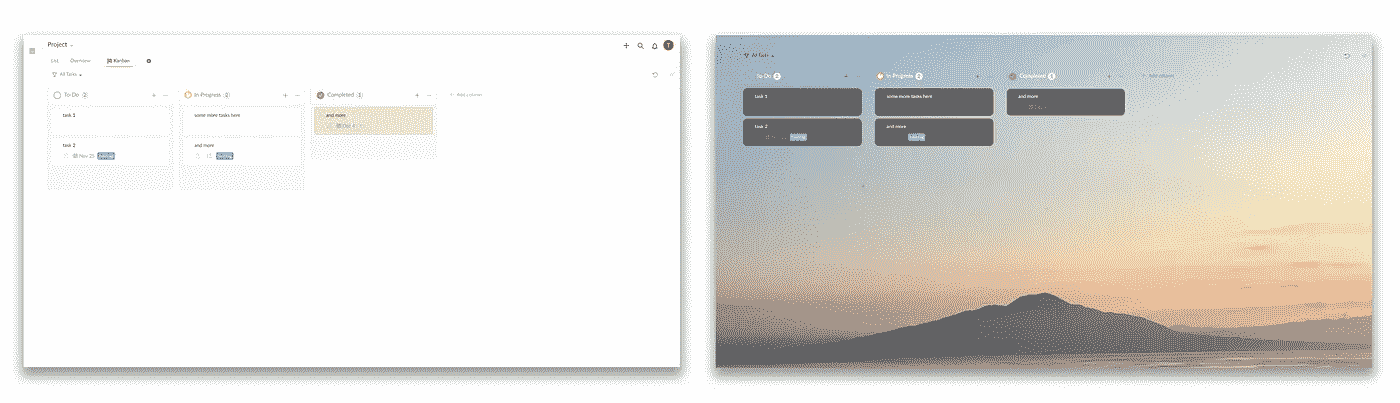 Project
T
List Overview Kanban
All Tasks
To Do 2
In-Progress 2
Completed 1
Add column
task 1
some more tasks here
and more
task 2
Nov 25
and more
All Tasks
To Do 2
In-Progress 2
Completed 1
Add column
task 1
some more tasks here
and more
task 2
and more